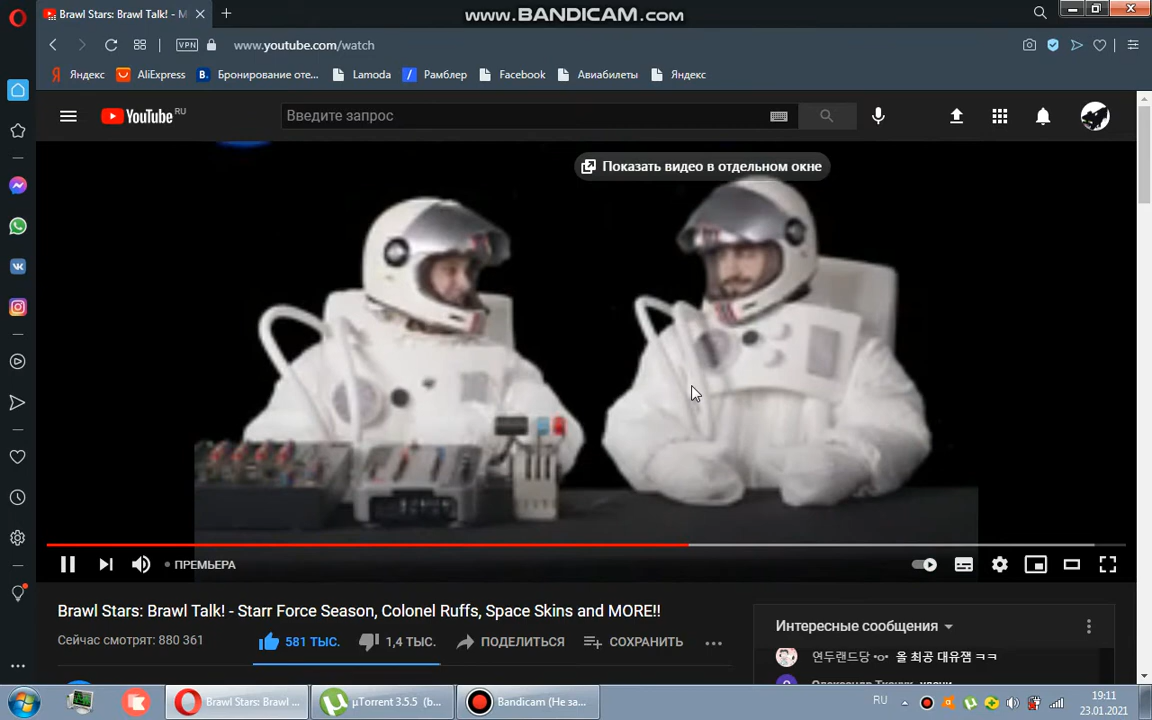 www.BANDICAM.com
Brawl Stars: Brawl Talk! - M
VPN
www.youtube.com/watch
Яндекс
AliExpress
B.
Бронирование оте...
Lamoda
Рамблер
Facebook
Авиабилеты
Яндекс
YouTube RU
Введите запрос
Показать видео в отдельном окне
ПРЕМЬЕРА
Brawl Stars: Brawl Talk! - Starr Force Season, Colonel Ruffs, Space Skins and MORE!!
Сейчас смотрят: 880 361
581 ТЫС.
1,4 ТЫС.
ПОДЕЛИТЬСЯ
СОХРАНИТЬ
Интересные сообщения
연두랜드당 •ㅇ• 올 최공 대유잼 ㅋㅋ
Brawl Stars: Brawl ...
µTorrent 3.5.5 (b...
Bandicam (Не за...
RU
19:11
23.01.2021